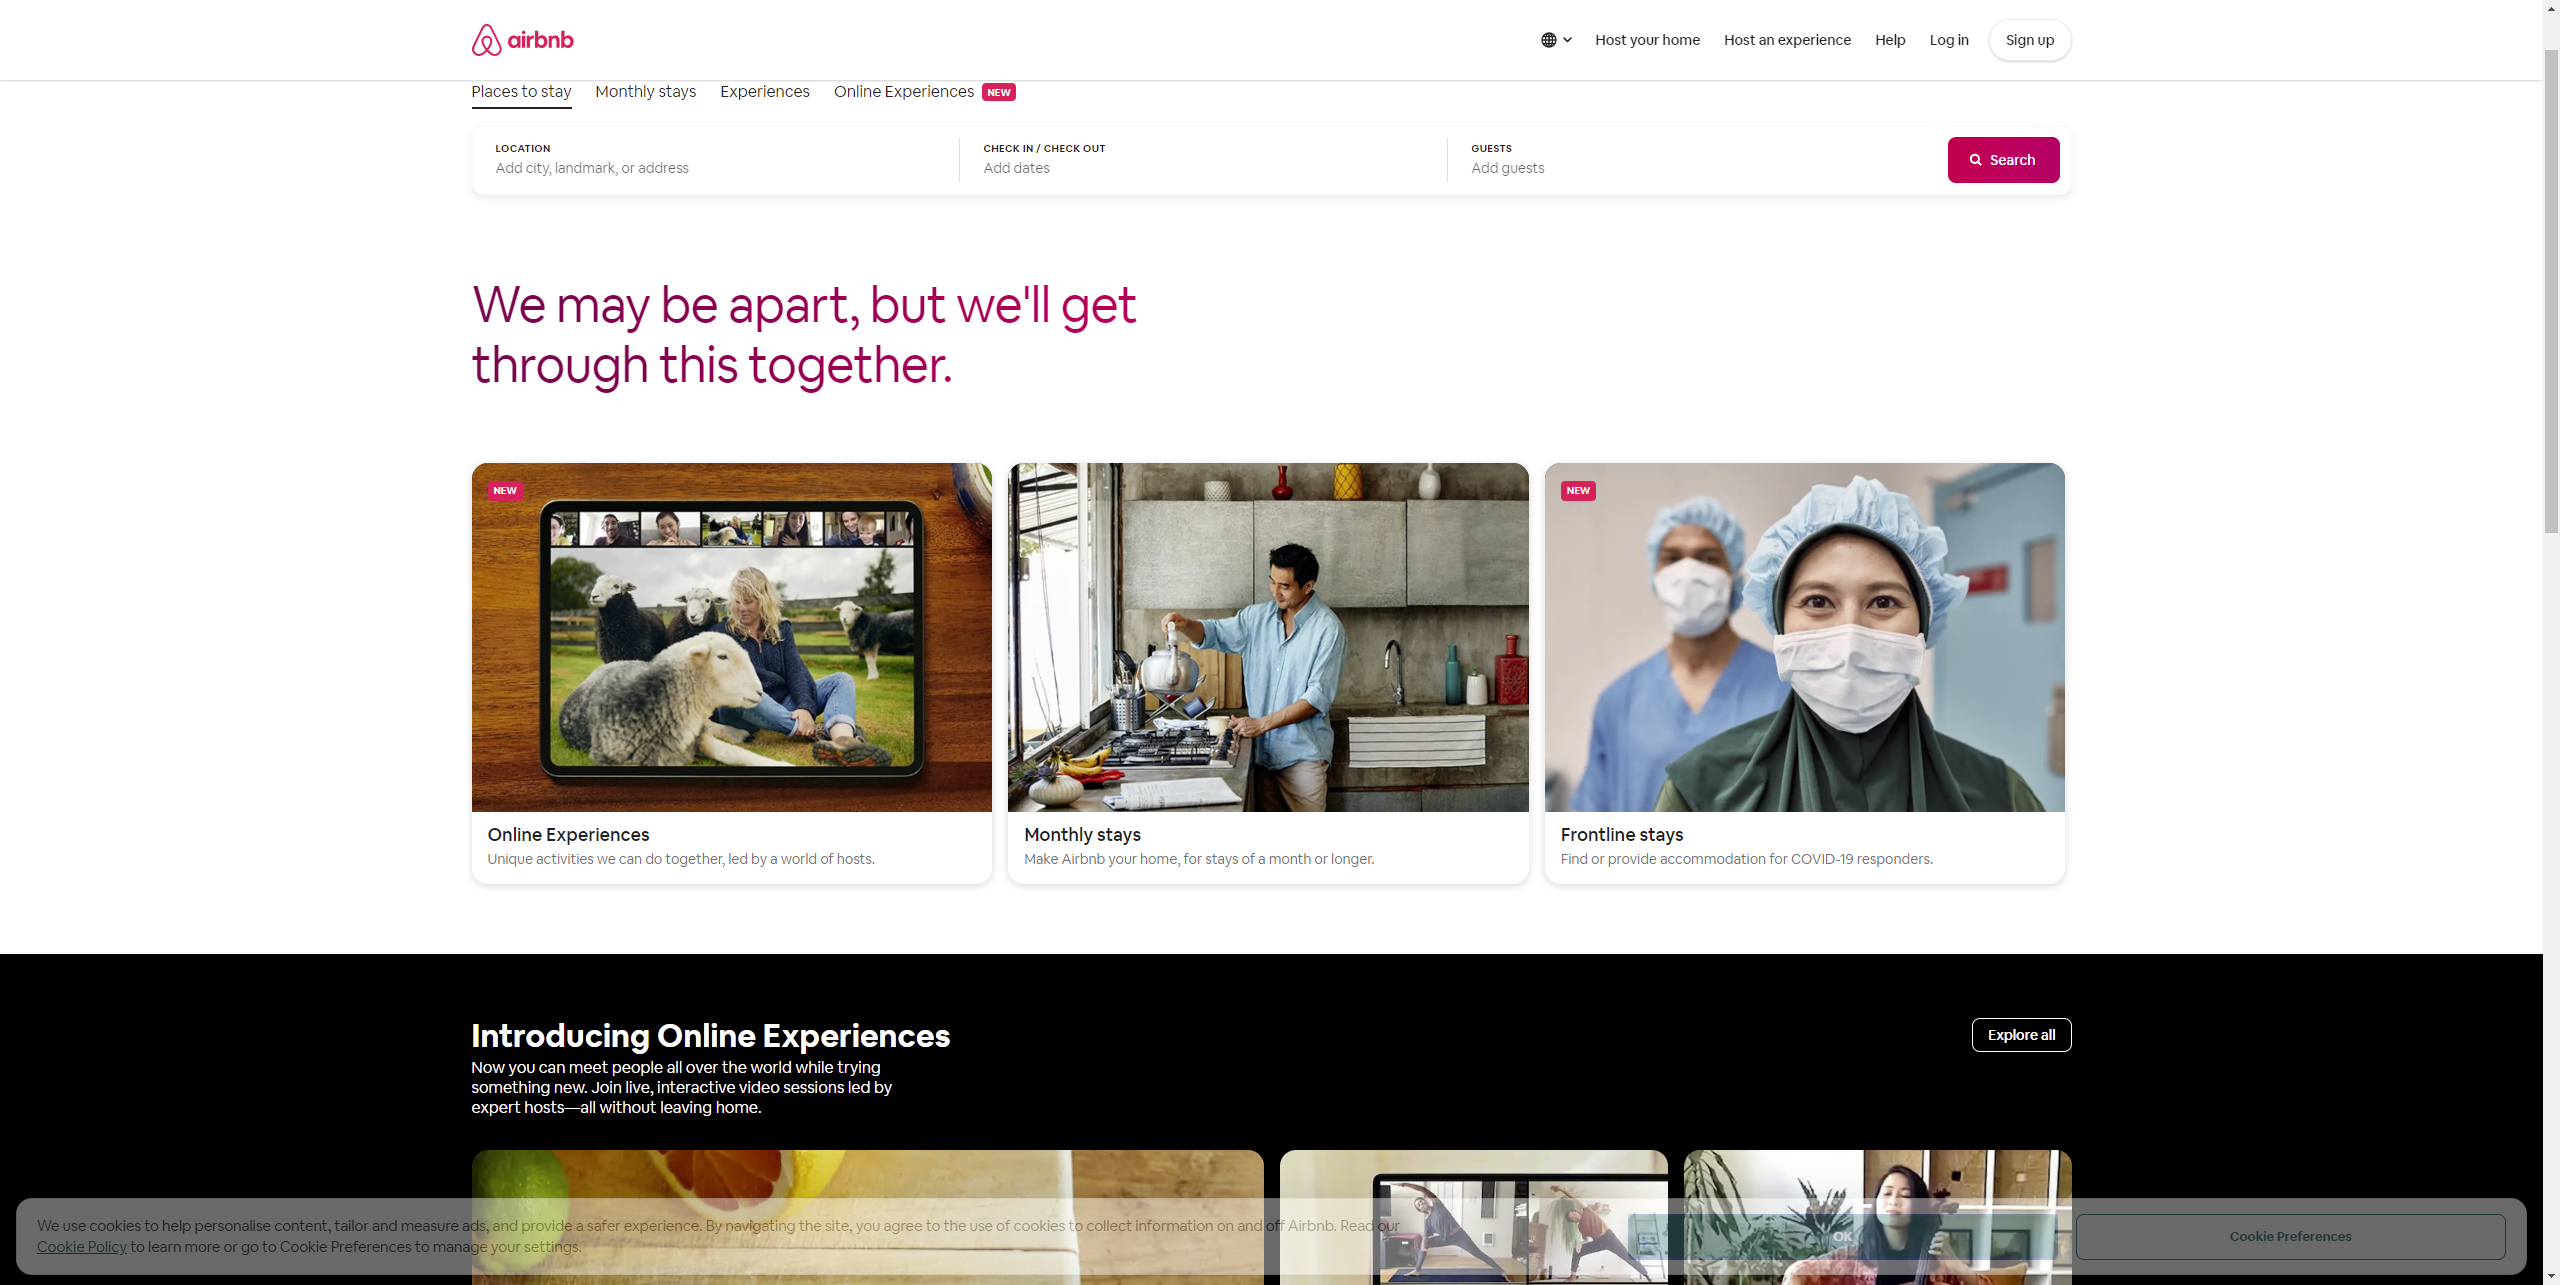 airbnb
Host your home
Host an experience
Help
Log in
Sign up
Places to stay
Monthly stays
Experiences
Online Experiences NEW
LOCATION
Add city, landmark, or address
CHECK IN / CHECK OUT
Add dates
GUESTS
Add guests
Search
We may be apart, but we'll get
through this together.
NEW
Online Experiences
Unique activities we can do together, led by a world of hosts.
Monthly stays
Make Airbnb your home, for stays of a month or longer.
NEW
Frontline stays
Find or provide accommodation for COVID-19 responders.
Introducing Online Experiences
Explore all
Now you can meet people all over the world while trying
something new. Join live, interactive video sessions led by
expert hosts—all without leaving home.
We use cookies to help personalise content, tailor and measure ads, and provide a safer experience. By navigating the site, you agree to the use of cookies to collect information on and off Airbnb. Read our
Cookie Policy to learn more or go to Cookie Preferences to manage your settings.
OK
Cookie Preferences